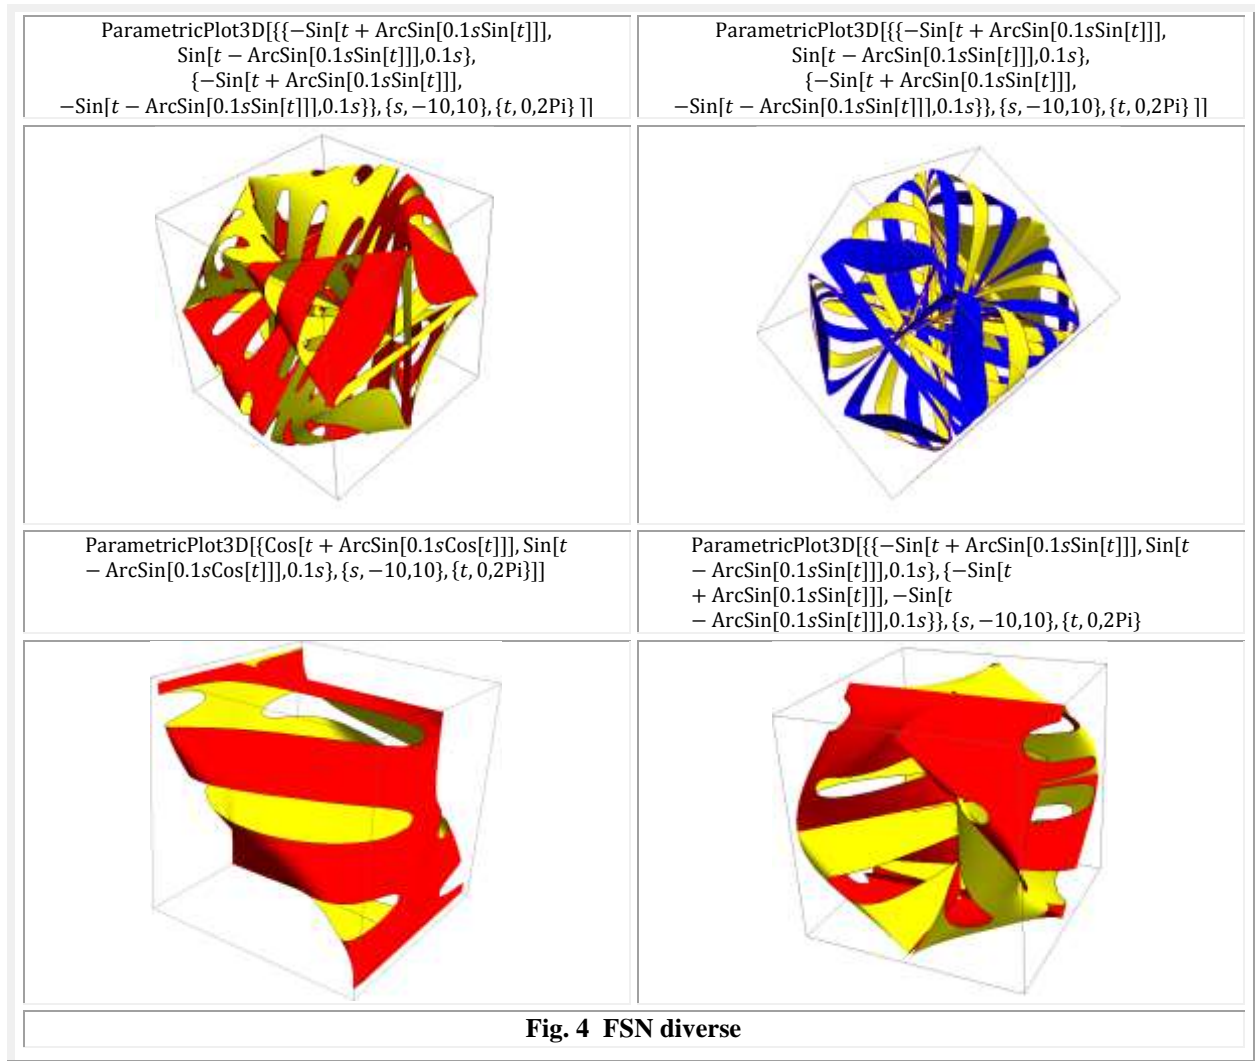 ParametricPlot3D[{{−Sin[t + ArcSin[0.1sSin[t]]],
Sin[t − ArcSin[0.1sSin[t]]],0.1s},
{−Sin[t + ArcSin[0.1sSin[t]]],
−Sin[t − ArcSin[0.1sSin[t]]],0.1s}},{s,−10,10},{t,0,2Pi} ]]
ParametricPlot3D[{{−Sin[t + ArcSin[0.1sSin[t]]],
Sin[t − ArcSin[0.1sSin[t]]],0.1s},
{−Sin[t + ArcSin[0.1sSin[t]]],
−Sin[t − ArcSin[0.1sSin[t]]],0.1s}},{s,−10,10},{t,0,2Pi} ]]
ParametricPlot3D[{Cos[t + ArcSin[0.1sCos[t]]],Sin[t
− ArcSin[0.1sCos[t]]],0.1s},{s,−10,10},{t,0,2Pi}]]
ParametricPlot3D[{{−Sin[t + ArcSin[0.1sSin[t]]],Sin[t
− ArcSin[0.1sSin[t]]],0.1s},{−Sin[t
+ ArcSin[0.1sSin[t]]],−Sin[t
− ArcSin[0.1sSin[t]]],0.1s}},{s,−10,10},{t,0,2Pi}
Fig. 4 FSN diverse